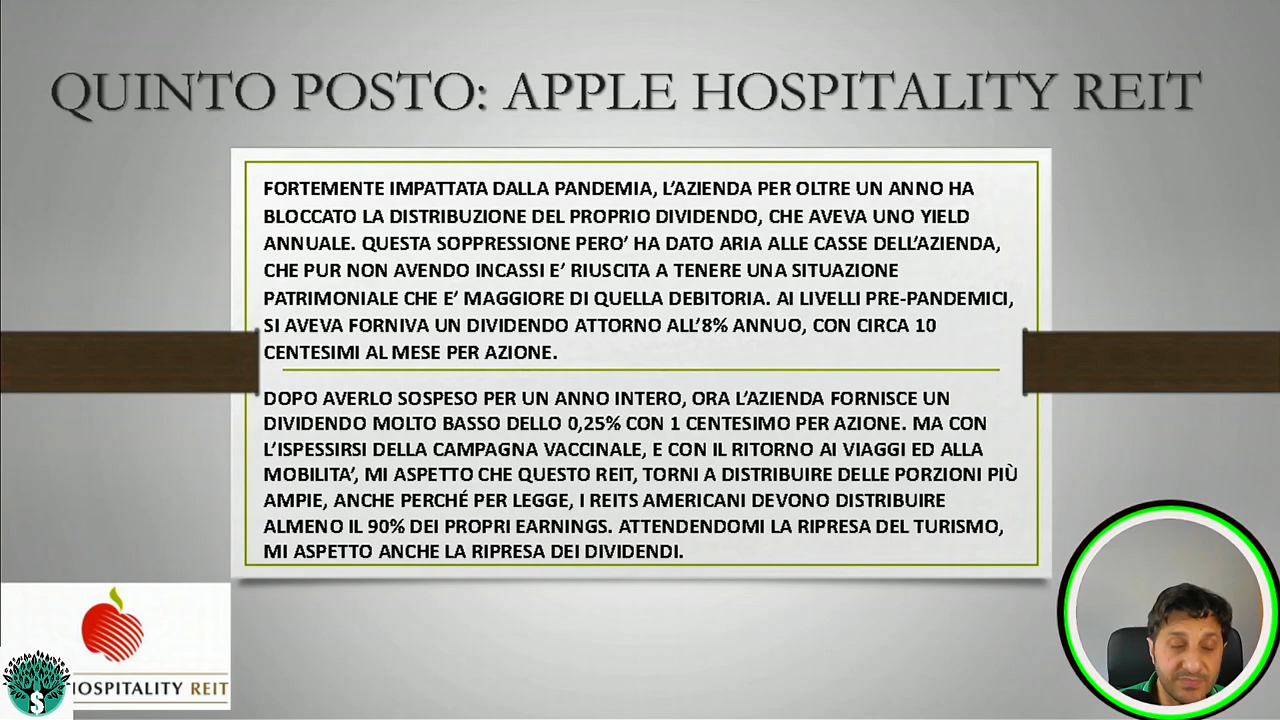 QUINTO POSTO: APPLE HOSPITALITY REIT
FORTEMENTE IMPATTATA DALLA PANDEMIA, L'AZIENDA PER OLTRE UN ANNO HA
BLOCCATO LA DISTRIBUZIONE DEL PROPRIO DIVIDENDO, CHE AVEVA UNO YIELD
ANNUALE. QUESTA SOPPRESSIONE PERO' HA DATO ARIA ALLE CASSE DELL'AZIENDA,
CHE PUR NON AVENDO INCASSI E' RIUSCITA A TENERE UNA SITUAZIONE
PATRIMONIALE CHE E' MAGGIORE DI QUELLA DEBITORIA. AI LIVELLI PRE-PANDEMICI,
SI AVEVA FORNIVA UN DIVIDENDO ATTORNO ALL'8% ANNUO, CON CIRCA 10
CENTESIMI AL MESE PER AZIONE.
DOPO AVERLO SOSPESO PER UN ANNO INTERO, ORA L'AZIENDA FORNISCE UN
DIVIDENDO MOLTO BASSO DELLO 0,25% CON 1 CENTESIMO PER AZIONE. MA CON
L'ISPESSIRSI DELLA CAMPAGNA VACCINALE, E CON IL RITORNO AI VIAGGI ED ALLA
MOBILITA', MI ASPETTO CHE QUESTO REIT, TORNI A DISTRIBUIRE DELLE PORZIONI PIÙ
AMPIE, ANCHE PERCHÉ PER LEGGE, I REITS AMERICANI DEVONO DISTRIBUIRE
ALMENO IL 90% DEI PROPRI EARNINGS. ATTENDENDOMI LA RIPRESA DEL TURISMO,
MI ASPETTO ANCHE LA RIPRESA DEI DIVIDENDI.
HOSPITALITY REIT
$